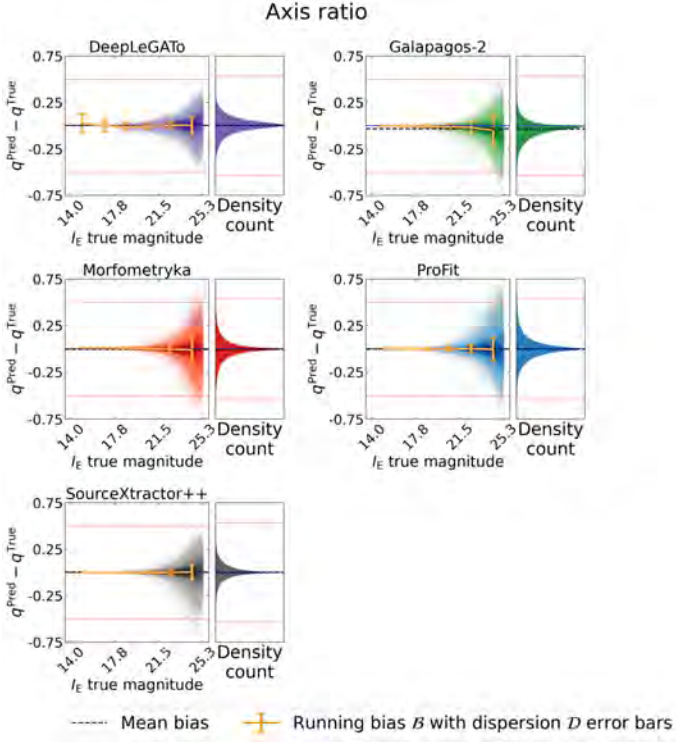 Axis ratio
DeepLeGATo
Galapagos-2
0.75
0.25
-0.25
-0.75
q^Pred − q^True
14.0
17.8
21.5
25.3
I_E true magnitude
Density
count
0.75
0.25
-0.25
-0.75
q^Pred − q^True
14.0
17.8
21.5
25.3
I_E true magnitude
Density
count
Morfometryka
ProFit
0.75
0.25
-0.25
-0.75
q^Pred − q^True
14.0
17.8
21.5
25.3
I_E true magnitude
Density
count
0.75
0.25
-0.25
-0.75
q^Pred − q^True
14.0
17.8
21.5
25.3
I_E true magnitude
Density
count
SourceXtractor++
0.75
0.25
-0.25
-0.75
q^Pred − q^True
14.0
17.8
21.5
25.3
I_E true magnitude
Density
count
Mean bias
Running bias 𝓑 with dispersion 𝓓 error bars